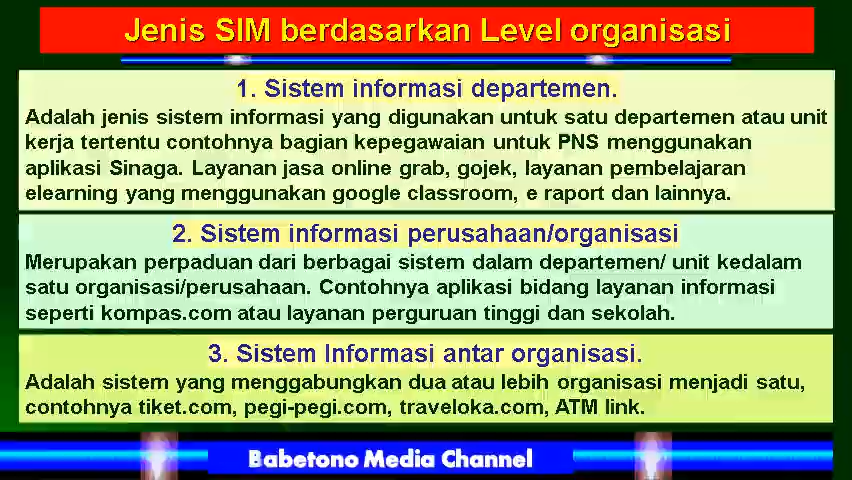 Jenis SIM berdasarkan Level organisasi
1. Sistem informasi departemen.
Adalah jenis sistem informasi yang digunakan untuk satu departemen atau unit
kerja tertentu contohnya bagian kepegawaian untuk PNS menggunakan
aplikasi Sinaga. Layanan jasa online grab, gojek, layanan pembelajaran
elearning yang menggunakan google classroom, e raport dan lainnya.
2. Sistem informasi perusahaan/organisasi
Merupakan perpaduan dari berbagai sistem dalam departemen/ unit kedalam
satu organisasi/perusahaan. Contohnya aplikasi bidang layanan informasi
seperti kompas.com atau layanan perguruan tinggi dan sekolah.
3. Sistem Informasi antar organisasi.
Adalah sistem yang menggabungkan dua atau lebih organisasi menjadi satu,
contohnya tiket.com, pegi-pegi.com, traveloka.com, ATM link.
Babetono Media Channel